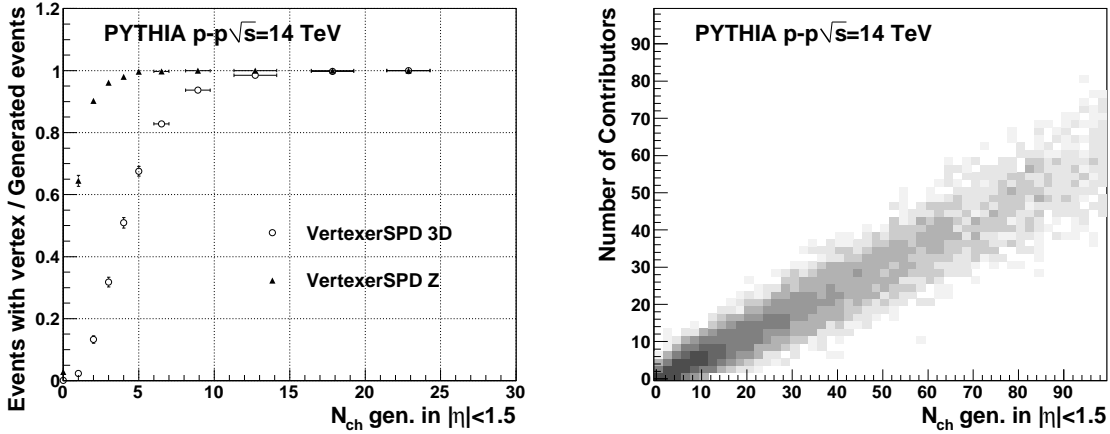 PYTHIA p-p√s=14 TeV
Events with vertex / Generated events
1.2
1
0.8
0.6
0.4
0.2
0
VertexerSPD 3D
VertexerSPD Z
0 5 10 15 20 25 30
N_ch gen. in |η|<1.5
PYTHIA p-p√s=14 TeV
Number of Contributors
90
80
70
60
50
40
30
20
10
0
0 10 20 30 40 50 60 70 80 90
N_ch gen. in |η|<1.5